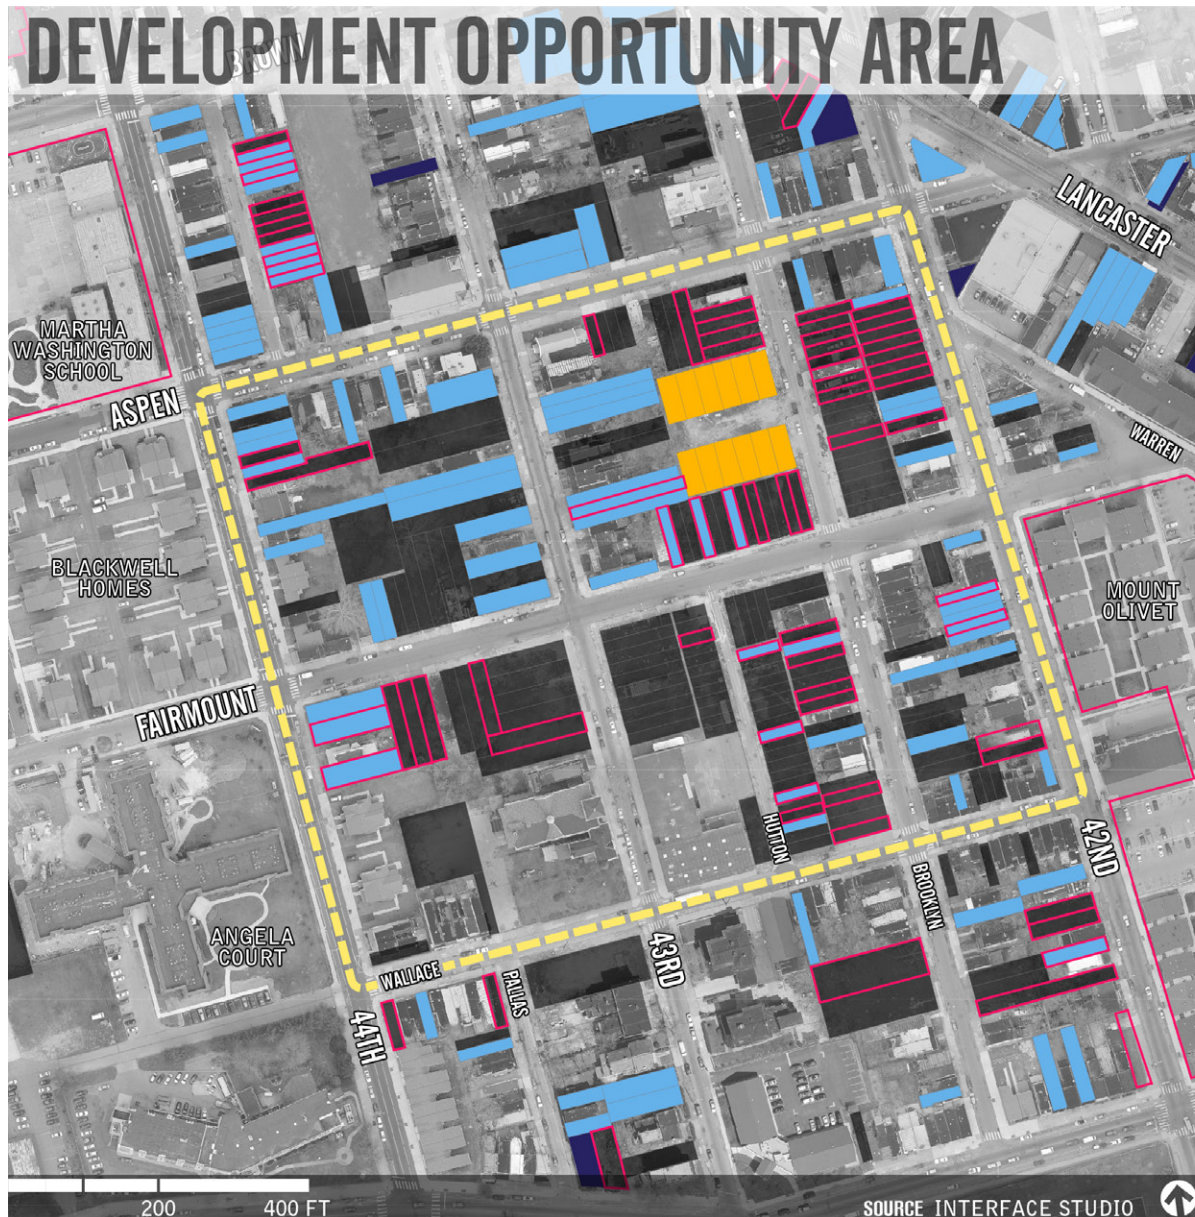 DEVELOPMENT OPPORTUNITY AREA
BROWN
LANCASTER
MARTHA
WASHINGTON
SCHOOL
ASPEN
WARREN
BLACKWELL
HOMES
MOUNT
OLIVET
FAIRMOUNT
HUTTON
42ND
BROOKLYN
ANGELA
COURT
43RD
WALLACE
PALLAS
44TH
200
400 FT
SOURCE INTERFACE STUDIO